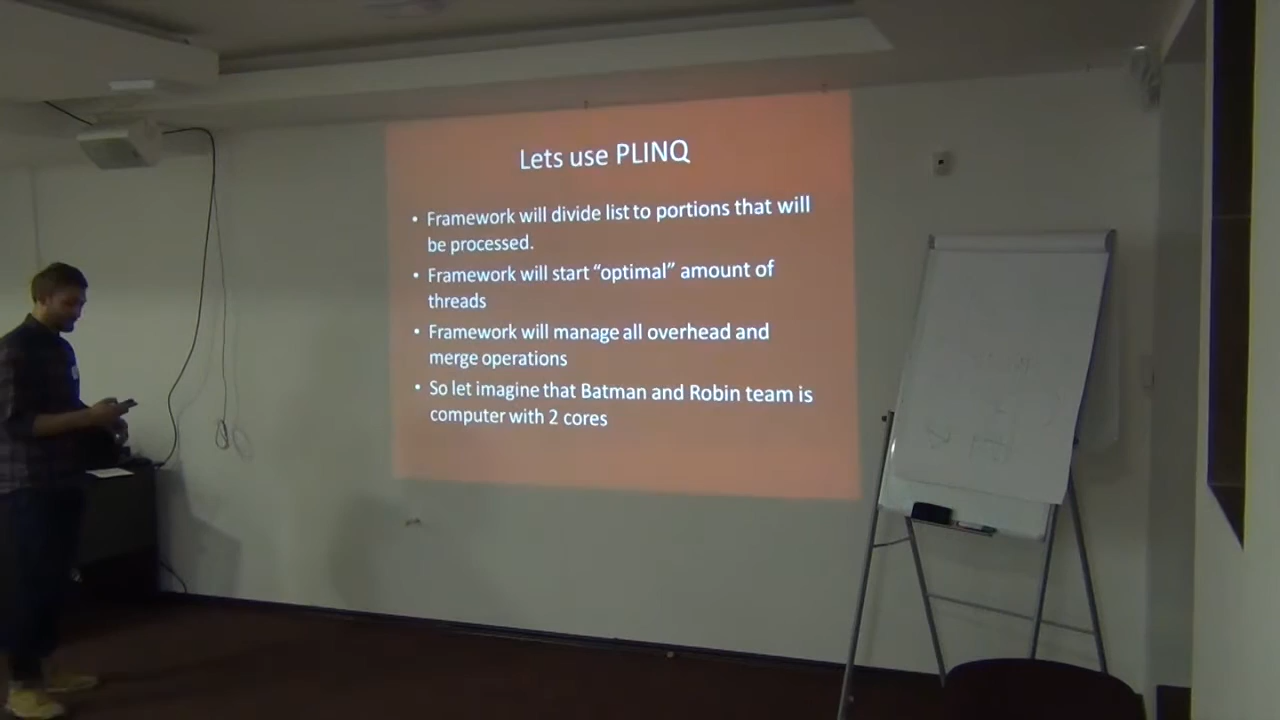 Lets use PLINQ
• Framework will divide list to portions that will
be processed.
• Framework will start “optimal” amount of
threads
• Framework will manage all overhead and
merge operations
• So let imagine that Batman and Robin team is
computer with 2 cores